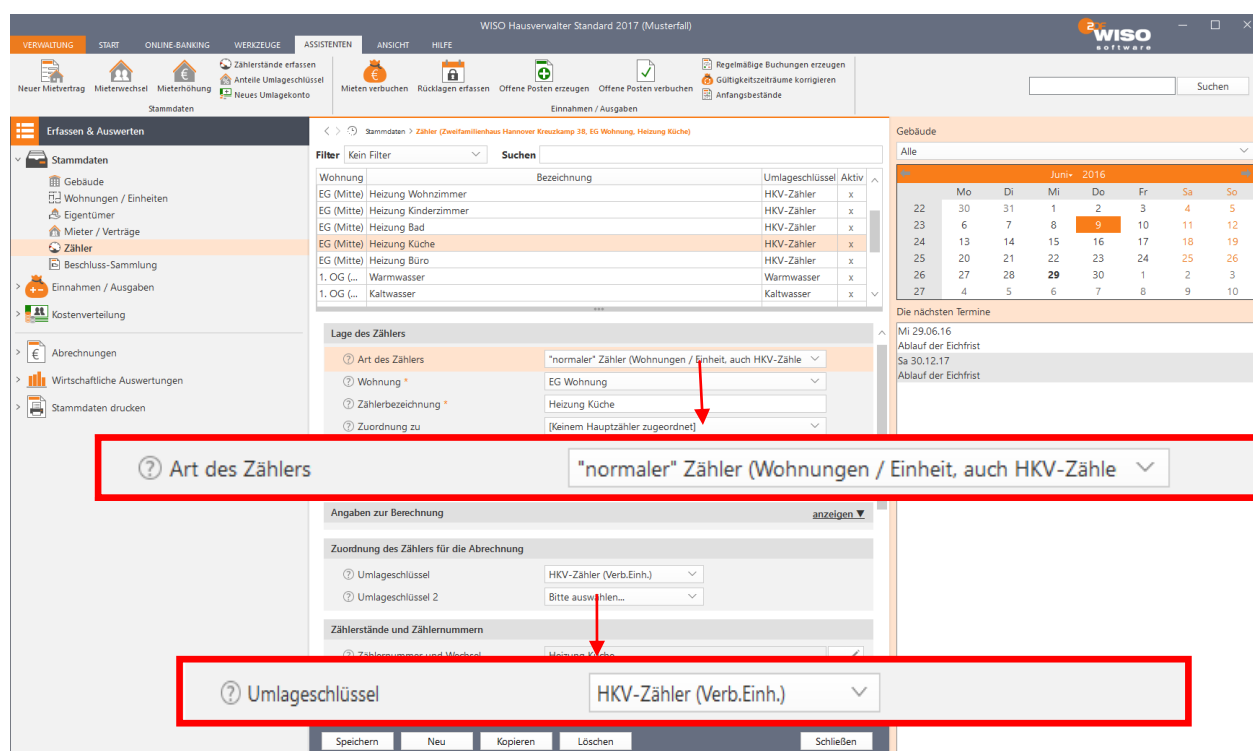 WISO Hausverwalter Standard 2017 (Musterfall)
ZDF WISO software
VERWALTUNG START ONLINE-BANKING WERKZEUGE ASSISTENTEN ANSICHT HILFE
Neuer Mietvertrag
Mieterwechsel
Mieterhöhung
Zählerstände erfassen
Anteile Umlageschlüssel
Neues Umlagekonto
Stammdaten
Mieten verbuchen
Rücklagen erfassen
Offene Posten erzeugen
Offene Posten verbuchen
Regelmäßige Buchungen erzeugen
Gültigkeitszeiträume korrigieren
Anfangsbestände
Einnahmen / Ausgaben
Suchen
Erfassen & Auswerten
Stammdaten
Gebäude
Wohnungen / Einheiten
Eigentümer
Mieter / Verträge
Zähler
Beschluss-Sammlung
Einnahmen / Ausgaben
Kostenverteilung
Abrechnungen
Wirtschaftliche Auswertungen
Stammdaten drucken
Stammdaten > Zähler (Zweifamilienhaus Hannover Kreuzkamp 38, EG Wohnung, Heizung Küche)
Filter Kein Filter Suchen
Wohnung Bezeichnung Umlageschlüssel Aktiv
EG (Mitte) Heizung Wohnzimmer HKV-Zähler x
EG (Mitte) Heizung Kinderzimmer HKV-Zähler x
EG (Mitte) Heizung Bad HKV-Zähler x
EG (Mitte) Heizung Küche HKV-Zähler x
EG (Mitte) Heizung Büro HKV-Zähler x
1. OG (... Warmwasser Warmwasser x
1. OG (... Kaltwasser Kaltwasser x
Lage des Zählers
Art des Zählers "normaler" Zähler (Wohnungen / Einheit, auch HKV-Zähle
Wohnung * EG Wohnung
Zählerbezeichnung * Heizung Küche
Zuordnung zu [Keinem Hauptzähler zugeordnet]
Art des Zählers "normaler" Zähler (Wohnungen / Einheit, auch HKV-Zähle
Angaben zur Berechnung anzeigen ▼
Zuordnung des Zählers für die Abrechnung
Umlageschlüssel HKV-Zähler (Verb.Einh.)
Umlageschlüssel 2 Bitte auswählen...
Zählerstände und Zählernummern
Zählernummer und Wechsel Heizung Küche
Umlageschlüssel HKV-Zähler (Verb.Einh.)
Speichern Neu Kopieren Löschen Schließen
Gebäude
Alle
Juni 2016
Mo Di Mi Do Fr Sa So
22 30 31 1 2 3 4 5
23 6 7 8 9 10 11 12
24 13 14 15 16 17 18 19
25 20 21 22 23 24 25 26
26 27 28 29 30 1 2 3
27 4 5 6 7 8 9 10
Die nächsten Termine
Mi 29.06.16
Ablauf der Eichfrist
Sa 30.12.17
Ablauf der Eichfrist